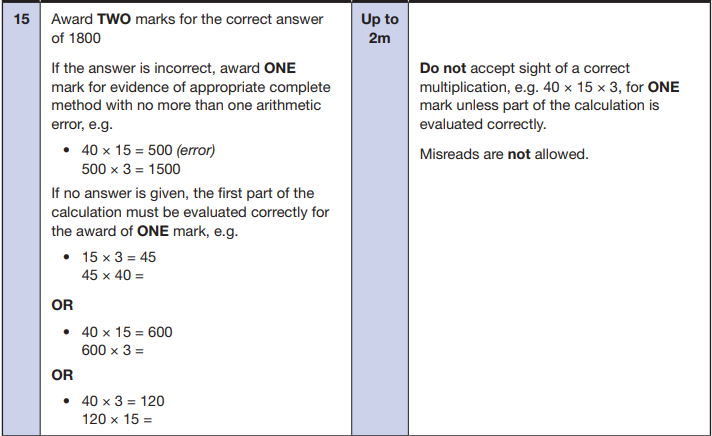 15
Award TWO marks for the correct answer
of 1800
If the answer is incorrect, award ONE
mark for evidence of appropriate complete
method with no more than one arithmetic
error, e.g.
• 40 × 15 = 500 (error)
500 × 3 = 1500
If no answer is given, the first part of the
calculation must be evaluated correctly for
the award of ONE mark, e.g.
• 15 × 3 = 45
45 × 40 =
OR
• 40 × 15 = 600
600 × 3 =
OR
• 40 × 3 = 120
120 × 15 =
Up to
2m
Do not accept sight of a correct
multiplication, e.g. 40 × 15 × 3, for ONE
mark unless part of the calculation is
evaluated correctly.
Misreads are not allowed.